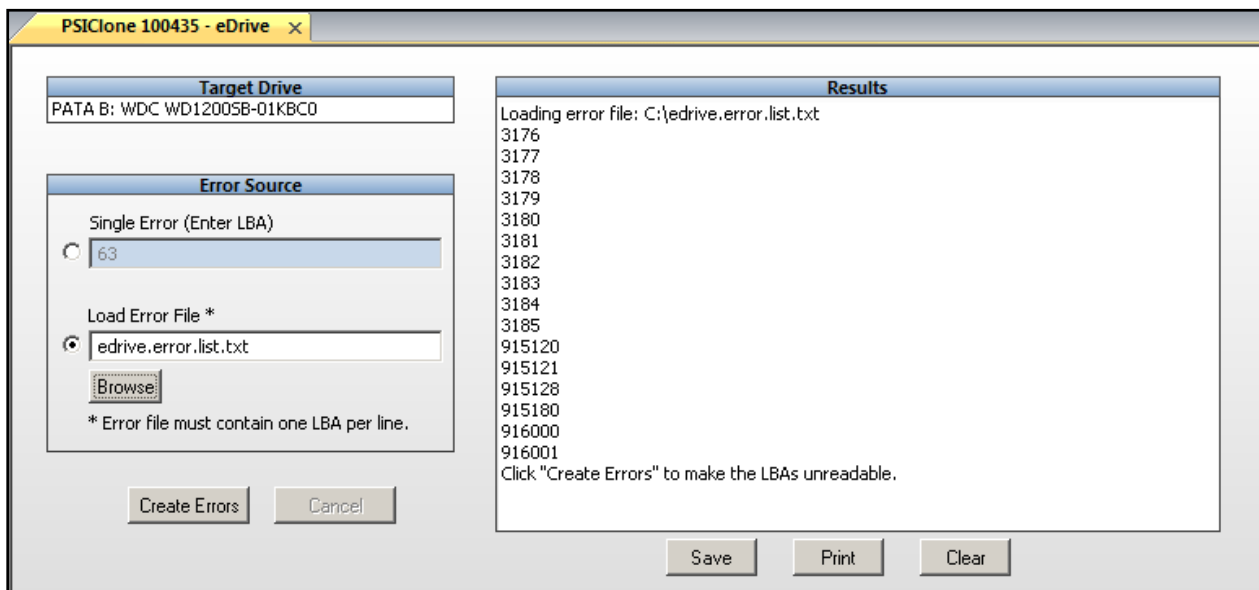 PSIClone 100435 - eDrive
Target Drive
PATA B: WDC WD1200SB-01KBC0
Error Source
Single Error (Enter LBA)
63
Load Error File *
edrive.error.list.txt
Browse
* Error file must contain one LBA per line.
Create Errors
Cancel
Results
Loading error file: C:\edrive.error.list.txt
3176
3177
3178
3179
3180
3181
3182
3183
3184
3185
915120
915121
915128
915180
916000
916001
Click "Create Errors" to make the LBAs unreadable.
Save
Print
Clear